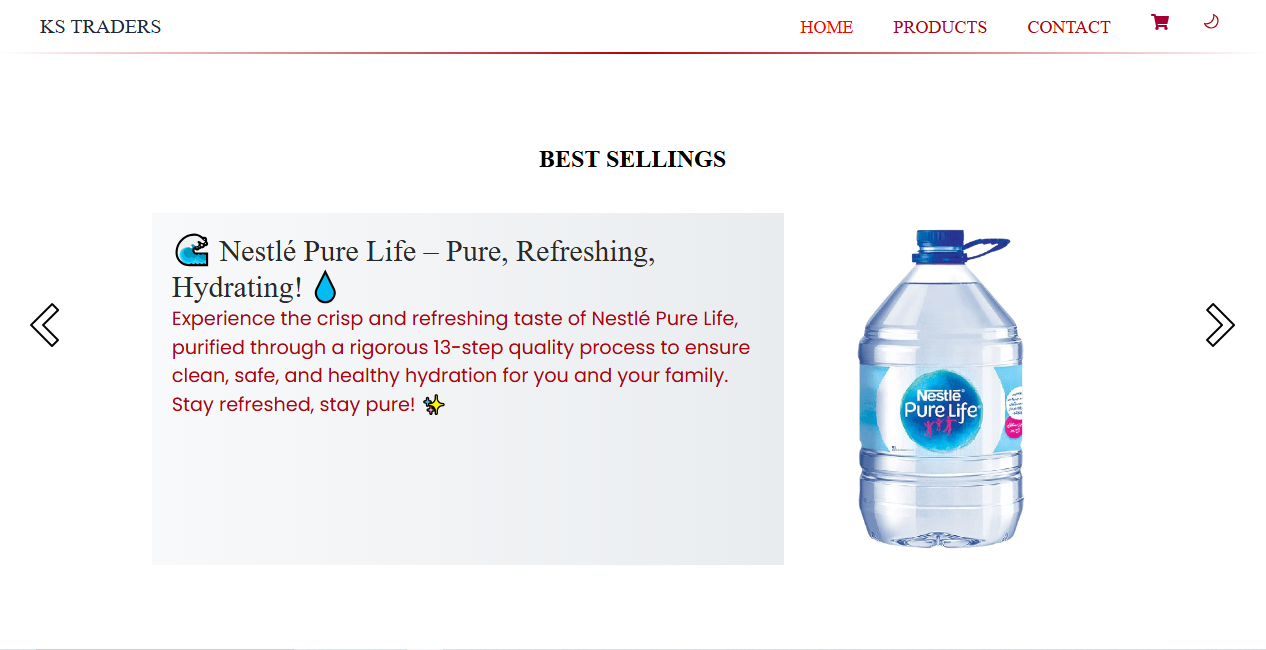 KS TRADERS
HOME PRODUCTS CONTACT
BEST SELLINGS
🌊 Nestlé Pure Life – Pure, Refreshing,
Hydrating! 💧
Experience the crisp and refreshing taste of Nestlé Pure Life,
purified through a rigorous 13-step quality process to ensure
clean, safe, and healthy hydration for you and your family.
Stay refreshed, stay pure! ✨
Nestlé
Pure Life